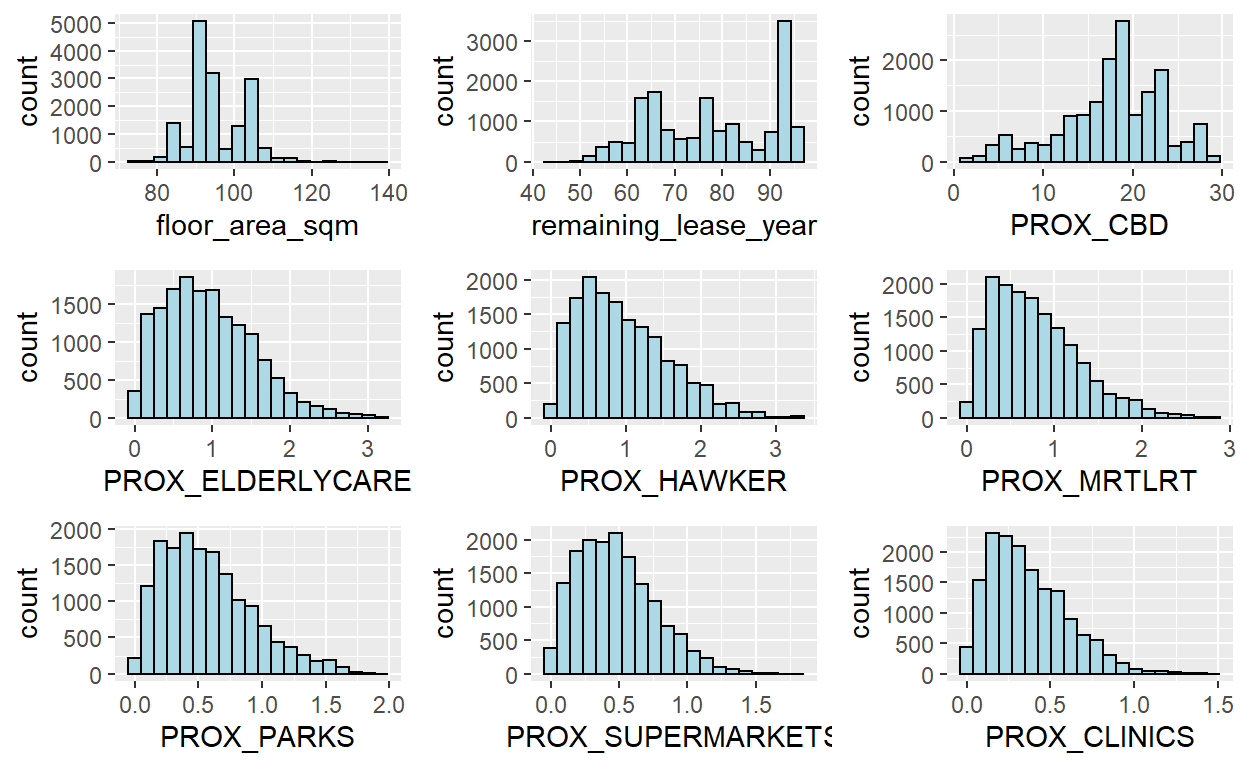 count
5000
4000
3000
2000
1000
0
80 100 120 140
floor_area_sqm
count
3000
2000
1000
0
40 50 60 70 80 90
remaining_lease_year
count
2000
1000
0
0 10 20 30
PROX_CBD
count
1500
1000
500
0
0 1 2 3
PROX_ELDERLYCARE
count
2000
1500
1000
500
0
0 1 2 3
PROX_HAWKER
count
2000
1500
1000
500
0
0 1 2 3
PROX_MRTLRT
count
2000
1500
1000
500
0
0.0 0.5 1.0 1.5 2.0
PROX_PARKS
count
2000
1500
1000
500
0
0.0 0.5 1.0 1.5
PROX_SUPERMARKETS
count
2000
1500
1000
500
0
0.0 0.5 1.0 1.5
PROX_CLINICS